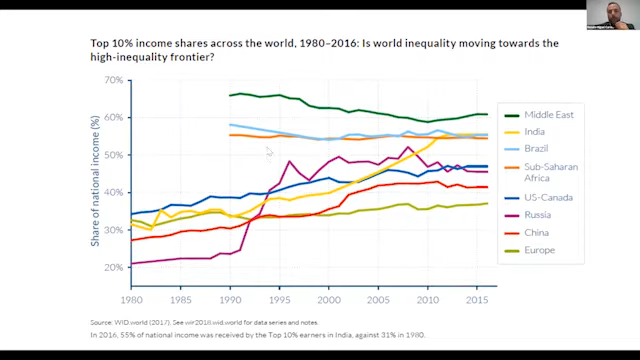 Top 10% income shares across the world, 1980–2016: Is world inequality moving towards the
high-inequality frontier?
70%
60%
50%
40%
30%
20%
Share of national income (%)
1980
1985
1990
1995
2000
2005
2010
2015
Middle East
India
Brazil
Sub-Saharan
Africa
US-Canada
Russia
China
Europe
Source: WID.world (2017). See wir2018.wid.world for data series and notes.
In 2016, 55% of national income was received by the Top 10% earners in India, against 31% in 1980.